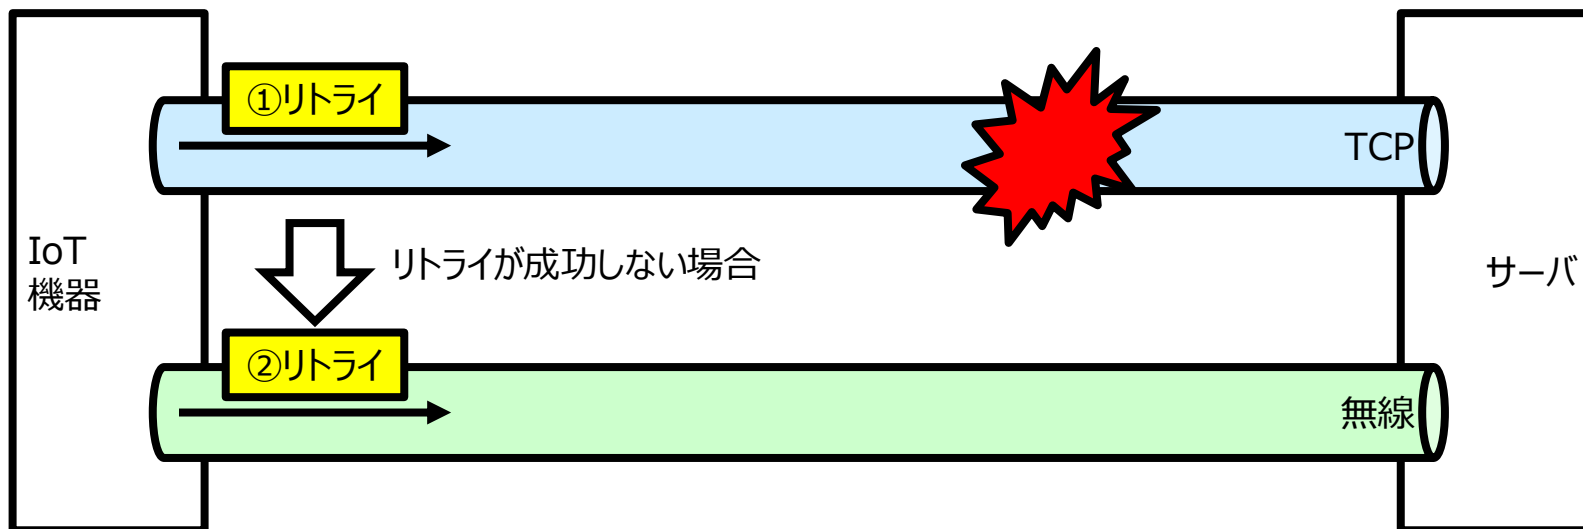 ①リトライ
TCP
IoT
機器
リトライが成功しない場合
サーバ
②リトライ
無線